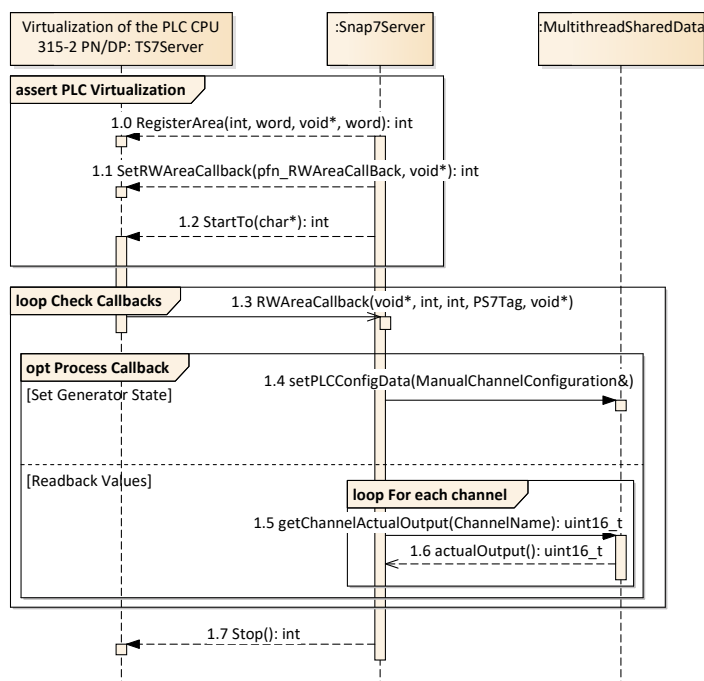 Virtualization of the PLC CPU
315-2 PN/DP: TS7Server
:Snap7Server
:MultithreadSharedData
assert PLC Virtualization
1.0 RegisterArea(int, word, void*, word): int
1.1 SetRWAreaCallback(pfn_RWAreaCallBack, void*): int
1.2 StartTo(char*): int
loop Check Callbacks
1.3 RWAreaCallback(void*, int, int, PS7Tag, void*)
opt Process Callback
[Set Generator State]
1.4 setPLCConfigData(ManualChannelConfiguration&)
[Readback Values]
loop For each channel
1.5 getChannelActualOutput(ChannelName): uint16_t
1.6 actualOutput(): uint16_t
1.7 Stop(): int